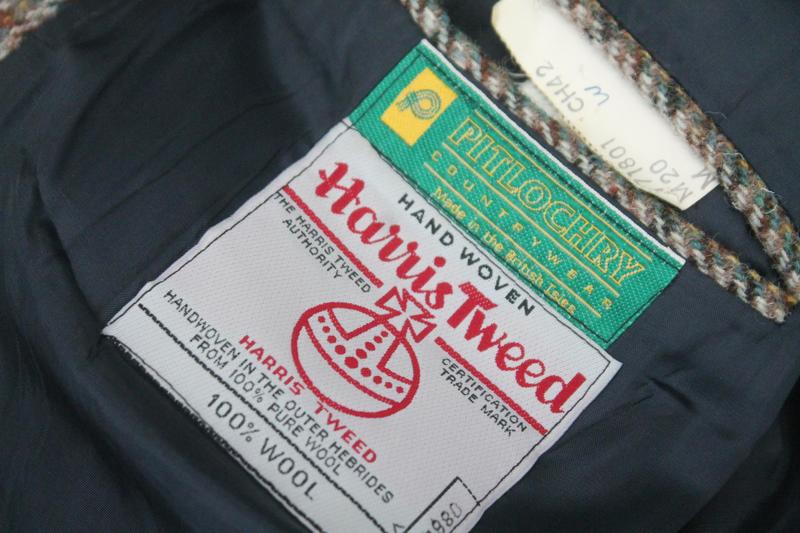 PITLOCHRY
COUNTRYWEAR
Made in the British Isles
HAND WOVEN
Harris Tweed
THE HARRIS TWEED
AUTHORITY
CERTIFICATION
TRADE MARK
HARRIS TWEED
HANDWOVEN IN THE OUTER HEBRIDES
FROM 100% PURE WOOL
100% WOOL
1980
CH42
W
M 20